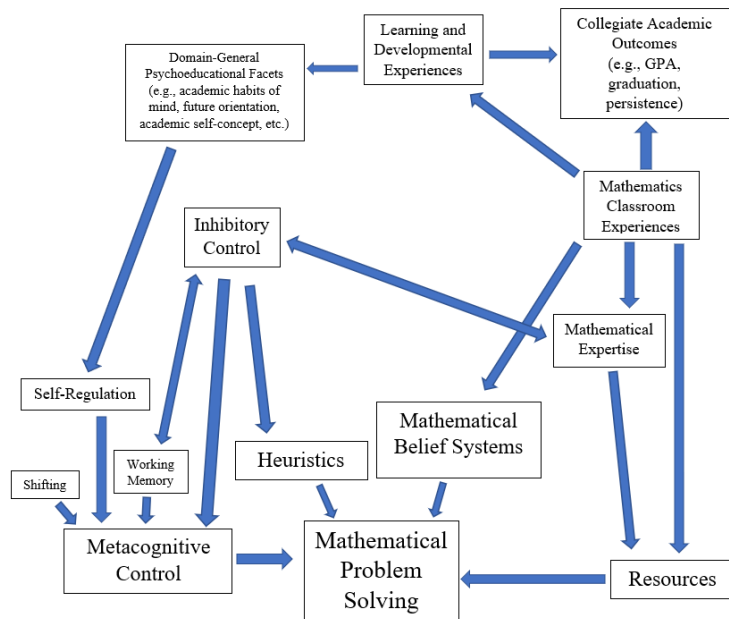 Learning and
Developmental
Experiences
Collegiate Academic
Outcomes
(e.g., GPA,
graduation,
persistence)
Domain-General
Psychoeducational Facets
(e.g., academic habits of
mind, future orientation,
academic self-concept, etc.)
Mathematics
Classroom
Experiences
Inhibitory
Control
Mathematical
Expertise
Self-Regulation
Mathematical
Belief Systems
Heuristics
Working
Memory
Shifting
Metacognitive
Control
Mathematical
Problem
Solving
Resources